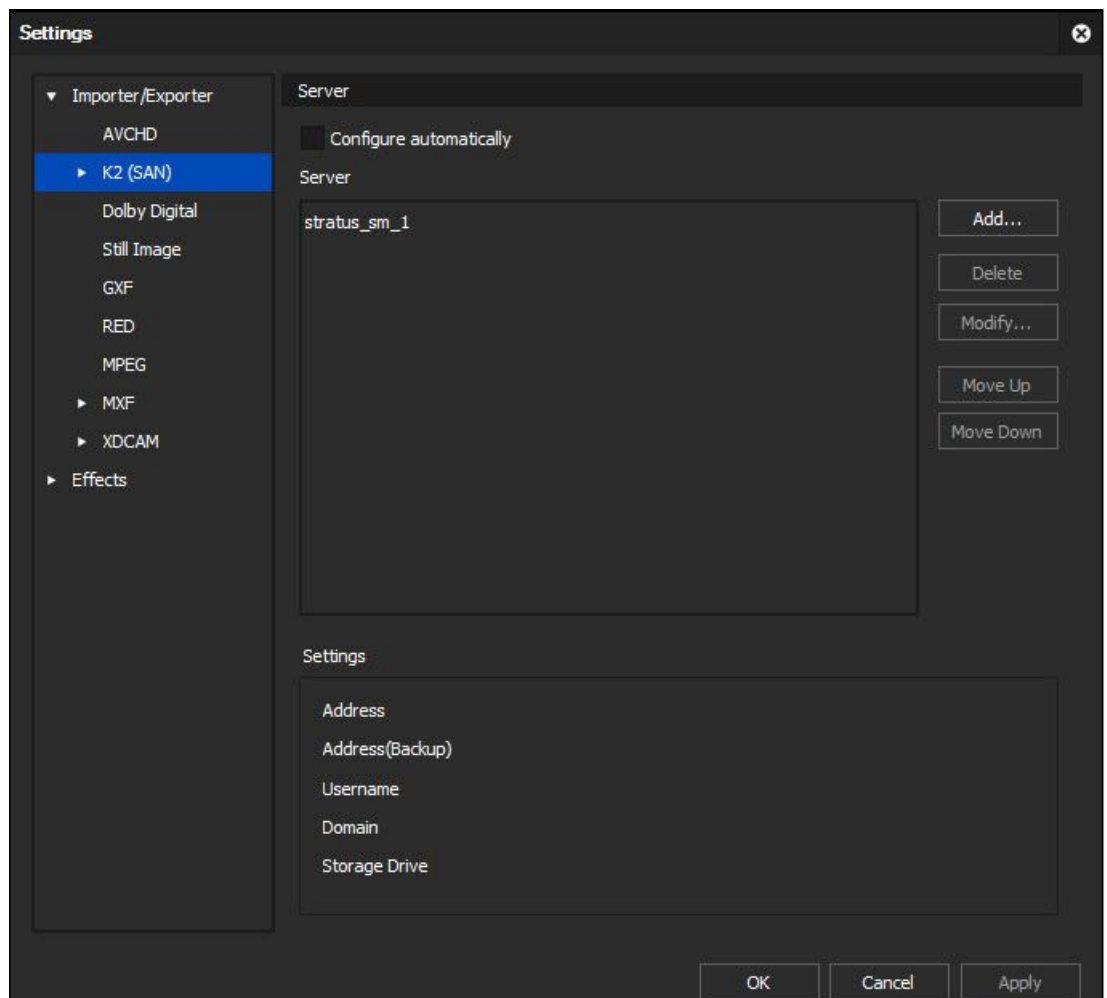 Settings
Importer/Exporter
AVCHD
K2 (SAN)
Dolby Digital
Still Image
GXF
RED
MPEG
MXF
XDCAM
Effects
Server
Configure automatically
Server
stratus_sm_1
Add...
Delete
Modify...
Move Up
Move Down
Settings
Address
Address(Backup)
Username
Domain
Storage Drive
OK
Cancel
Apply